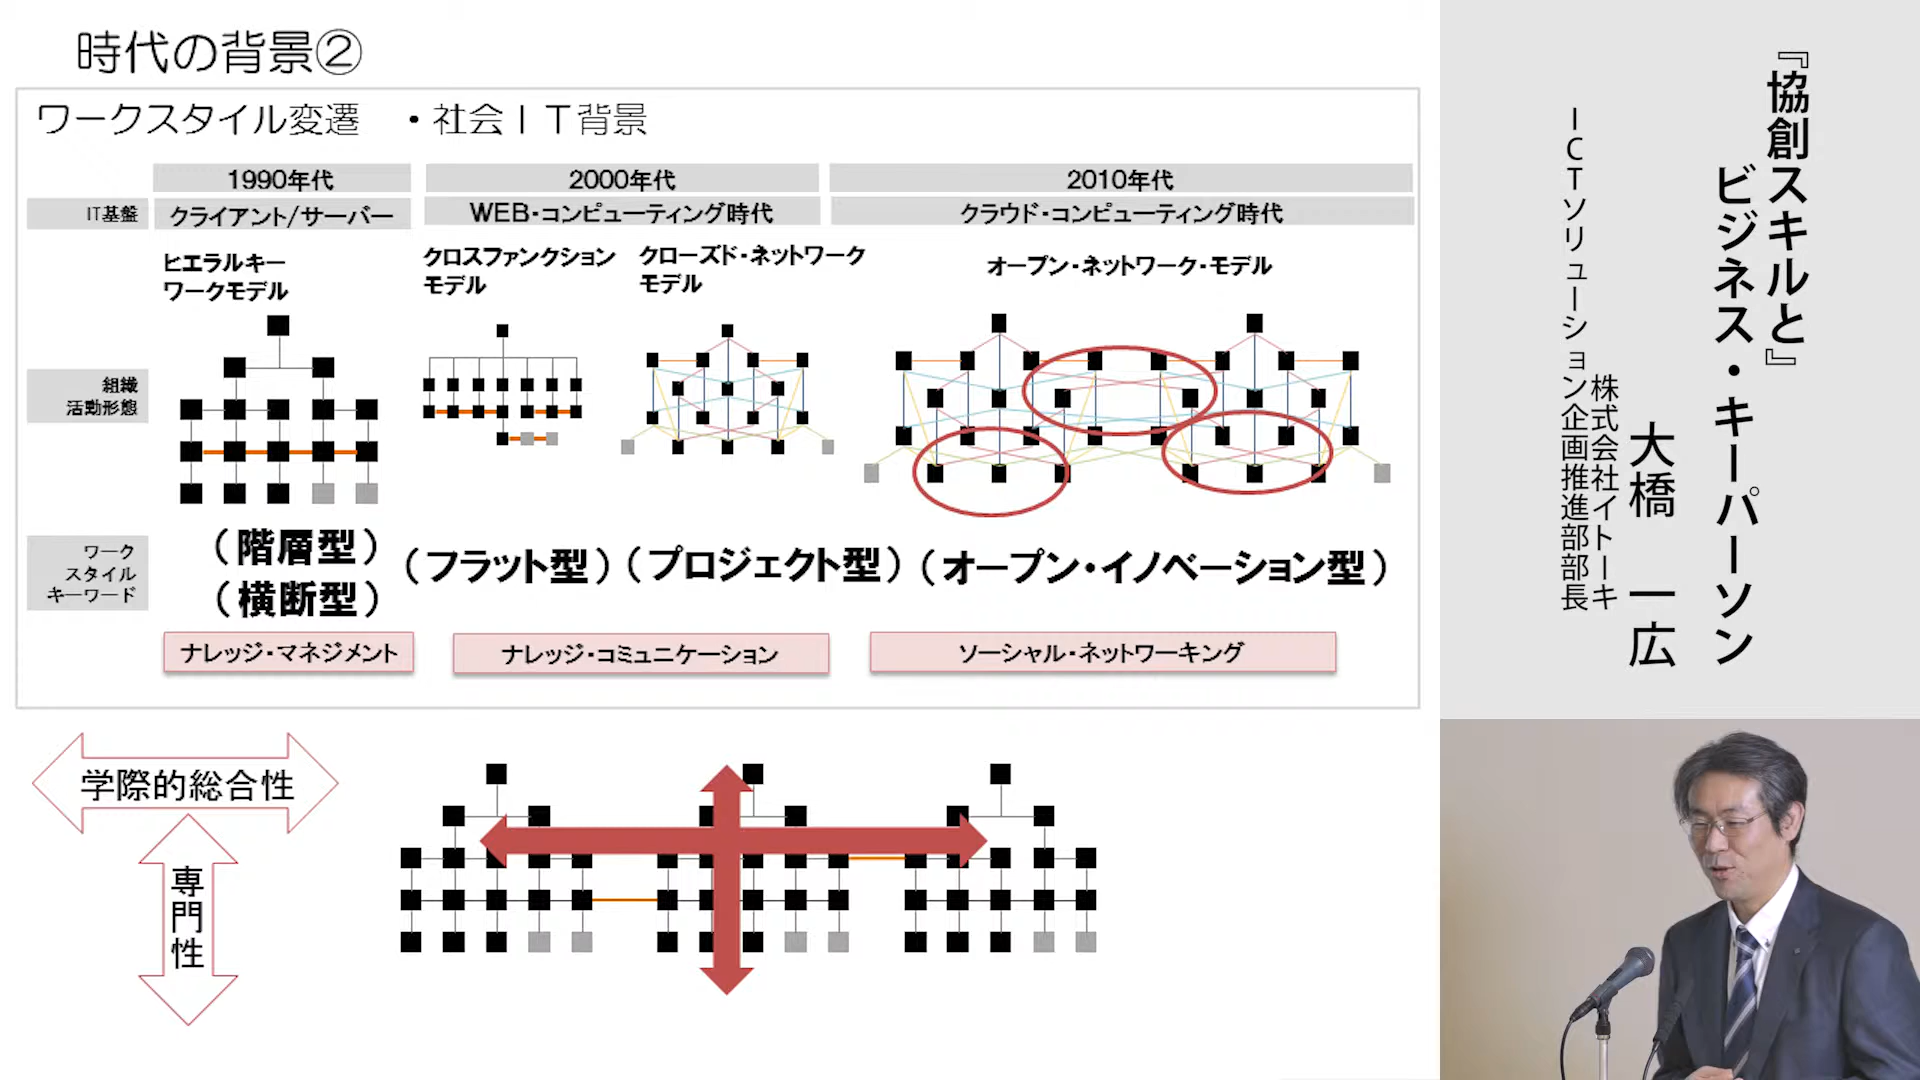 時代の背景②
ワークスタイル変遷　・社会ＩＴ背景
1990年代
2000年代
2010年代
IT基盤
クライアント/サーバー
WEB・コンピューティング時代
クラウド・コンピューティング時代
ヒエラルキー
ワークモデル
クロスファンクション
モデル
クローズド・ネットワーク
モデル
オープン・ネットワーク・モデル
組織
活動形態
ワーク
スタイル
キーワード
（階層型）
（横断型）
（フラット型）
（プロジェクト型）
（オープン・イノベーション型）
ナレッジ・マネジメント
ナレッジ・コミュニケーション
ソーシャル・ネットワーキング
学際的総合性
専門性
『協創スキルと』
ビジネス・キーパーソン
大橋　一広
株式会社イトーキ
ＩＣＴソリューション企画推進部部長